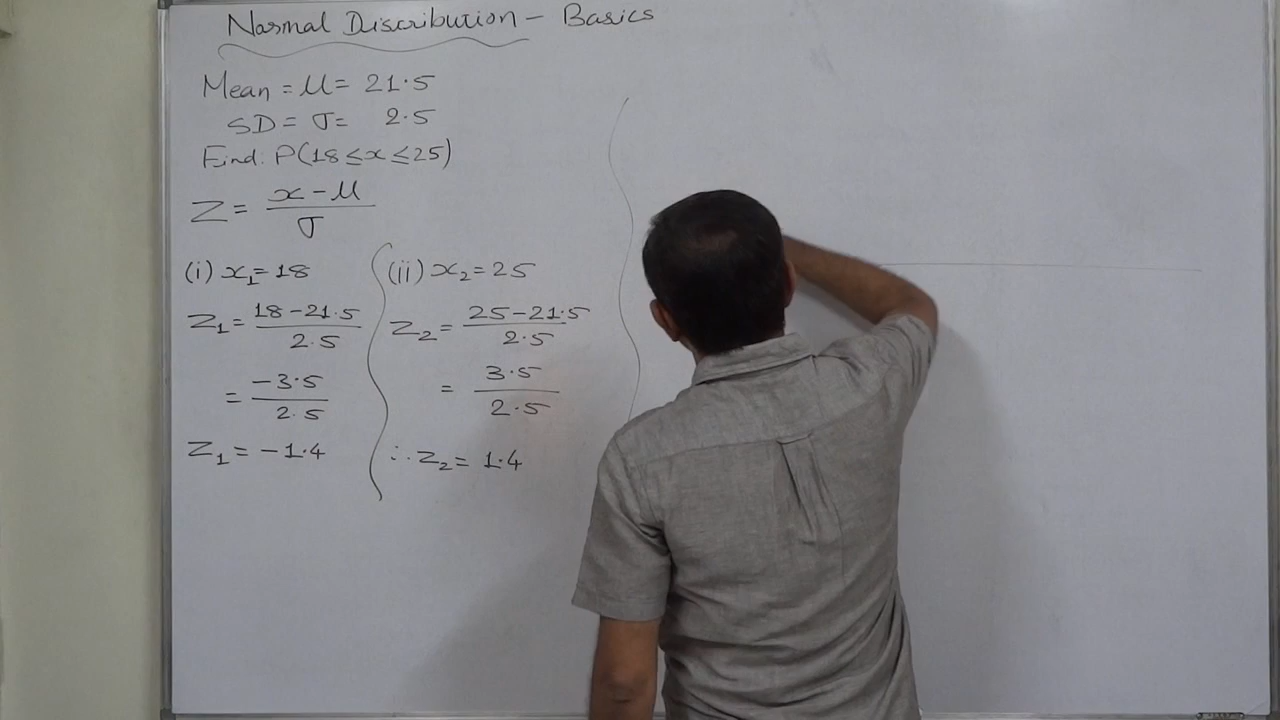 Normal Distribution - Basics
Mean = μ = 21.5
SD = σ = 2.5
Find: P(18 ≤ x ≤ 25)
Z = (x - μ) / σ
(i) x₁ = 18
Z₁ = (18 - 21.5) / 2.5
= (-3.5) / 2.5
Z₁ = -1.4
(ii) x₂ = 25
Z₂ = (25 - 21.5) / 2.5
= 3.5 / 2.5
∴ Z₂ = 1.4